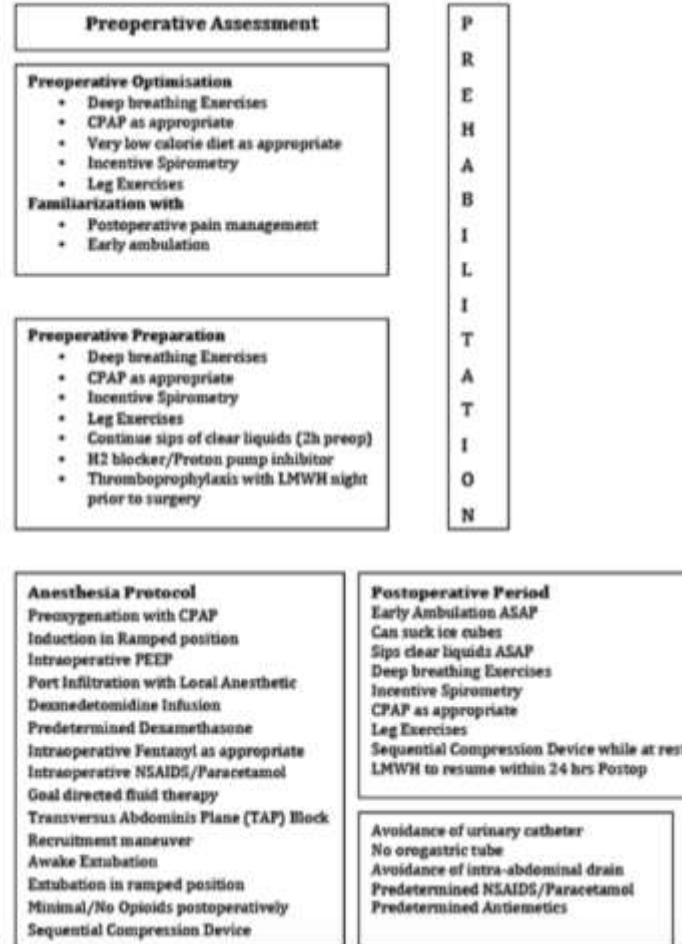 Preoperative Assessment
Preoperative Optimisation
• Deep breathing Exercises
• CPAP as appropriate
• Very low calorie diet as appropriate
• Incentive Spirometry
• Leg Exercises
Familiarization with
• Postoperative pain management
• Early ambulation
Preoperative Preparation
• Deep breathing Exercises
• CPAP as appropriate
• Incentive Spirometry
• Leg Exercises
• Continue sips of clear liquids (2h preop)
• H2 blocker/Proton pump inhibitor
• Thromboprophylaxis with LMWH night
prior to surgery
P
R
E
H
A
B
I
L
I
T
A
T
I
O
N
Anesthesia Protocol
Preoxygenation with CPAP
Induction in Ramped position
Intraoperative PEEP
Port Infiltration with Local Anesthetic
Dexmedetomidine Infusion
Predetermined Dexamethasone
Intraoperative Fentanyl as appropriate
Intraoperative NSAIDS/Paracetamol
Goal directed fluid therapy
Transversus Abdominis Plane (TAP) Block
Recruitment maneuver
Awake Extubation
Extubation in ramped position
Minimal/No Opioids postoperatively
Sequential Compression Device
Postoperative Period
Early Ambulation ASAP
Can suck ice cubes
Sips clear liquids ASAP
Deep breathing Exercises
Incentive Spirometry
CPAP as appropriate
Leg Exercises
Sequential Compression Device while at rest
LMWH to resume within 24 hrs Postop
Avoidance of urinary catheter
No orogastric tube
Avoidance of intra-abdominal drain
Predetermined NSAIDS/Paracetamol
Predetermined Antiemetics